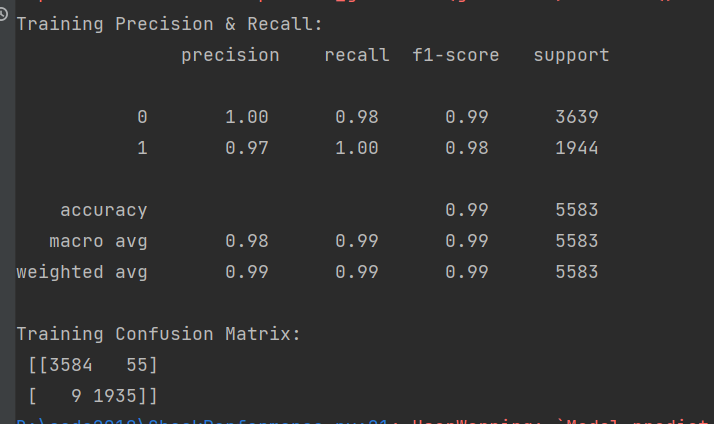 Training Precision & Recall:
precision recall f1-score support
0 1.00 0.98 0.99 3639
1 0.97 1.00 0.98 1944
accuracy 0.99 5583
macro avg 0.98 0.99 0.99 5583
weighted avg 0.99 0.99 0.99 5583
Training Confusion Matrix:
[[3584 55]
[ 9 1935]]